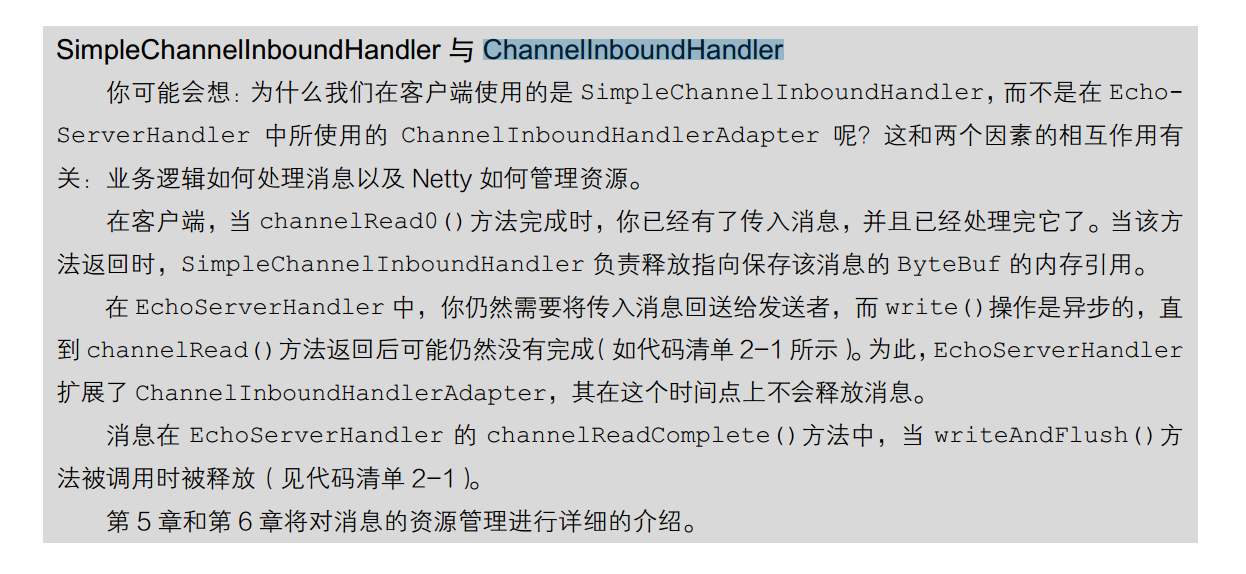 SimpleChannelInboundHandler 与 ChannelInboundHandler
你可能会想：为什么我们在客户端使用的是 SimpleChannelInboundHandler，而不是在 Echo-
ServerHandler 中所使用的 ChannelInboundHandlerAdapter 呢？这和两个因素的相互作用有
关：业务逻辑如何处理消息以及 Netty 如何管理资源。
在客户端，当 channelRead0()方法完成时，你已经有了传入消息，并且已经处理完它了。当该方
法返回时，SimpleChannelInboundHandler 负责释放指向保存该消息的 ByteBuf 的内存引用。
在 EchoServerHandler 中，你仍然需要将传入消息回送给发送者，而 write()操作是异步的，直
到 channelRead()方法返回后可能仍然没有完成（如代码清单 2-1 所示）。为此，EchoServerHandler
扩展了 ChannelInboundHandlerAdapter，其在这个时间点上不会释放消息。
消息在 EchoServerHandler 的 channelReadComplete()方法中，当 writeAndFlush()方
法被调用时被释放（见代码清单 2-1）。
第 5 章和第 6 章将对消息的资源管理进行详细的介绍。